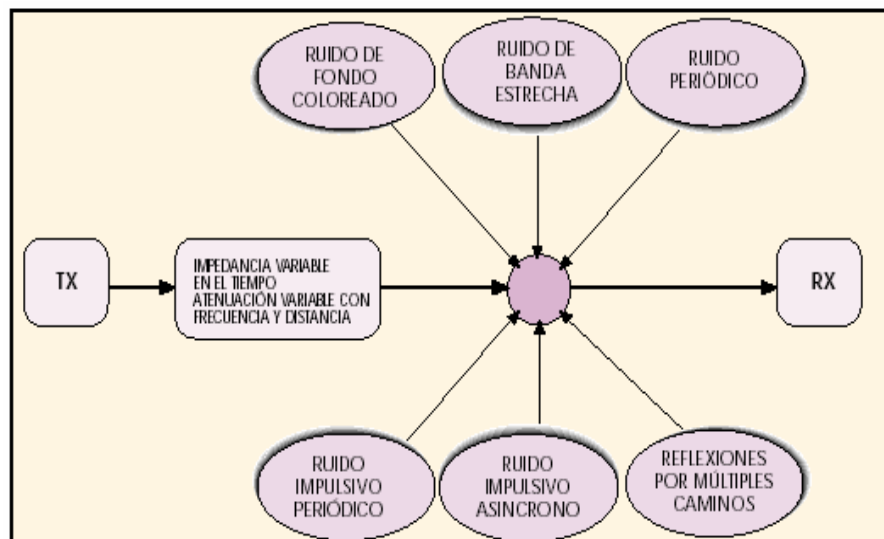 RUIDO DE
FONDO
COLOREADO
RUIDO DE
BANDA
ESTRECHA
RUIDO
PERIÓDICO
TX
IMPEDANCIA VARIABLE
EN EL TIEMPO
ATENUACIÓN VARIABLE CON
FRECUENCIA Y DISTANCIA
RX
RUIDO
IMPULSIVO
PERIÓDICO
RUIDO
IMPULSIVO
ASINCRONO
REFLEXIONES
POR MÚLTIPLES
CAMINOS